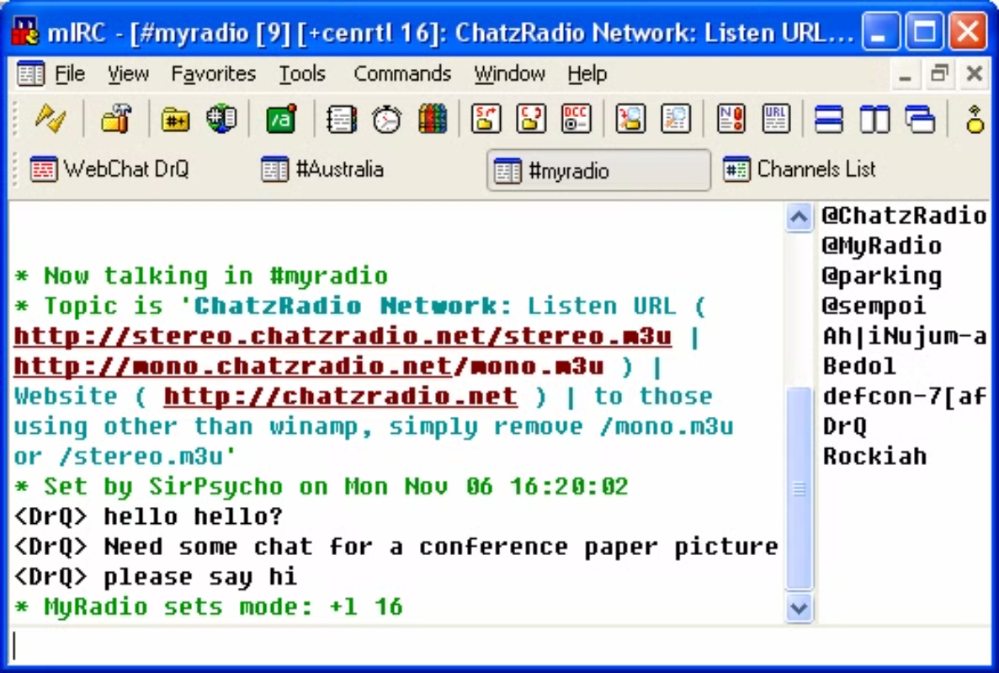 mIRC - [#myradio [9] [+cenrtl 16]: ChatzRadio Network: Listen URL...
File View Favorites Tools Commands Window Help
WebChat DrQ #Australia #myradio Channels List
* Now talking in #myradio
* Topic is 'ChatzRadio Network: Listen URL (
http://stereo.chatzradio.net/stereo.m3u |
http://mono.chatzradio.net/mono.m3u ) |
Website ( http://chatzradio.net ) | to those
using other than winamp, simply remove /mono.m3u
or /stereo.m3u'
* Set by SirPsycho on Mon Nov 06 16:20:02
<DrQ> hello hello?
<DrQ> Need some chat for a conference paper picture
<DrQ> please say hi
* MyRadio sets mode: +l 16
@ChatzRadio
@MyRadio
@parking
@sempoi
Ah|iNujum-a
Bedol
defcon-7[af
DrQ
Rockiah